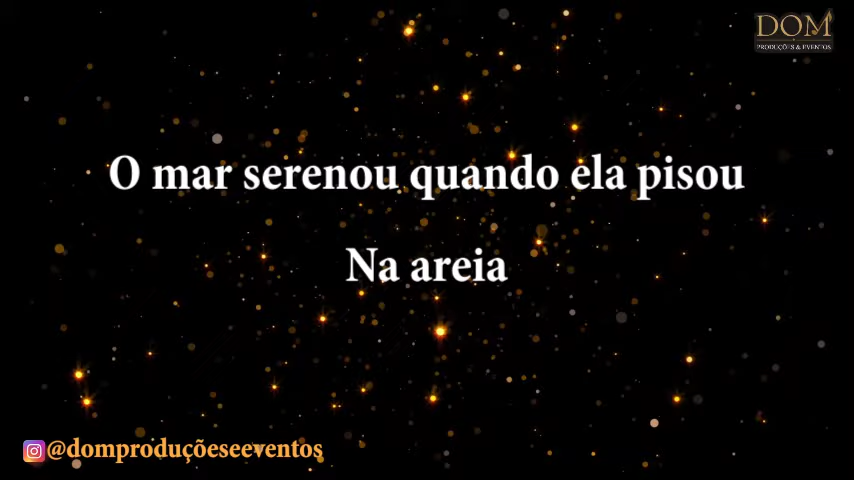 DOM
PRODUÇÕES & EVENTOS
O mar serenou quando ela pisou
Na areia
@domproduçõeseeventos